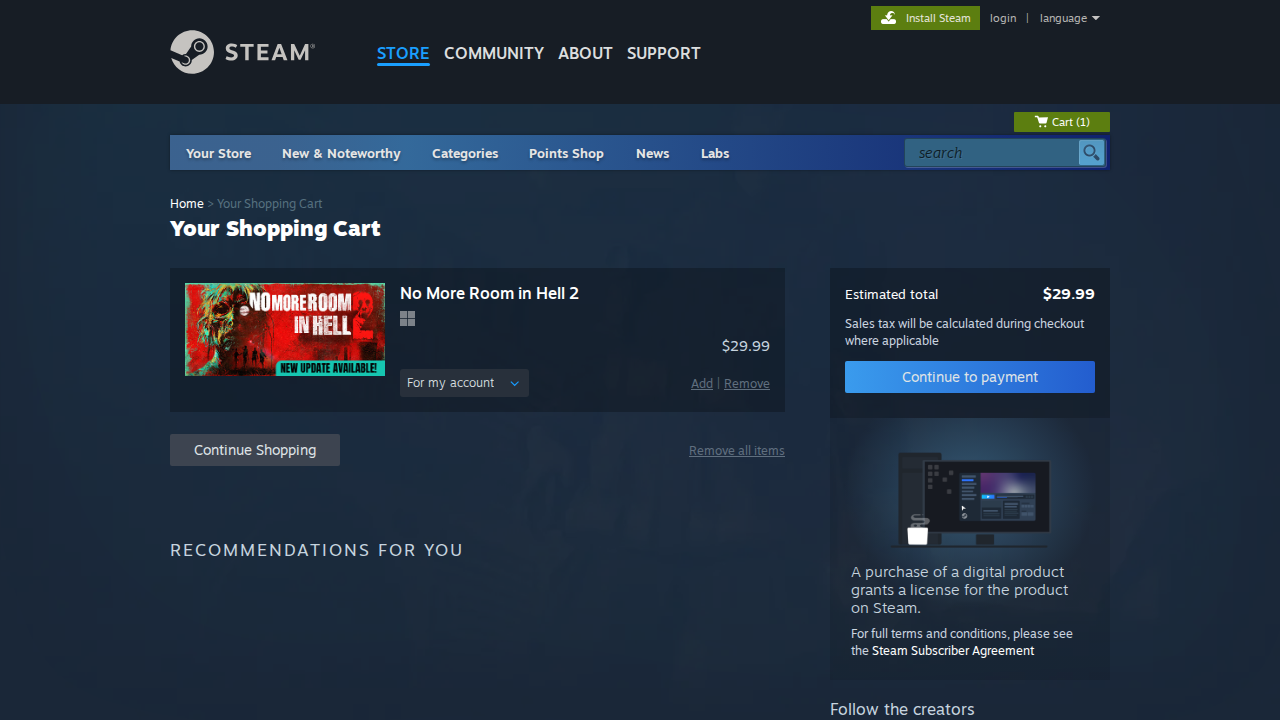 Install Steam
login | language
STEAM®
STORE COMMUNITY ABOUT SUPPORT
Cart (1)
Your Store New & Noteworthy Categories Points Shop News Labs search
Home > Your Shopping Cart
Your Shopping Cart
NO MORE ROOM
IN HELL 2
NEW UPDATE AVAILABLE!
No More Room in Hell 2
$29.99
For my account
Add | Remove
Continue Shopping
Remove all items
Estimated total $29.99
Sales tax will be calculated during checkout
where applicable
Continue to payment
A purchase of a digital product
grants a license for the product
on Steam.
For full terms and conditions, please see
the Steam Subscriber Agreement
RECOMMENDATIONS FOR YOU
Follow the creators